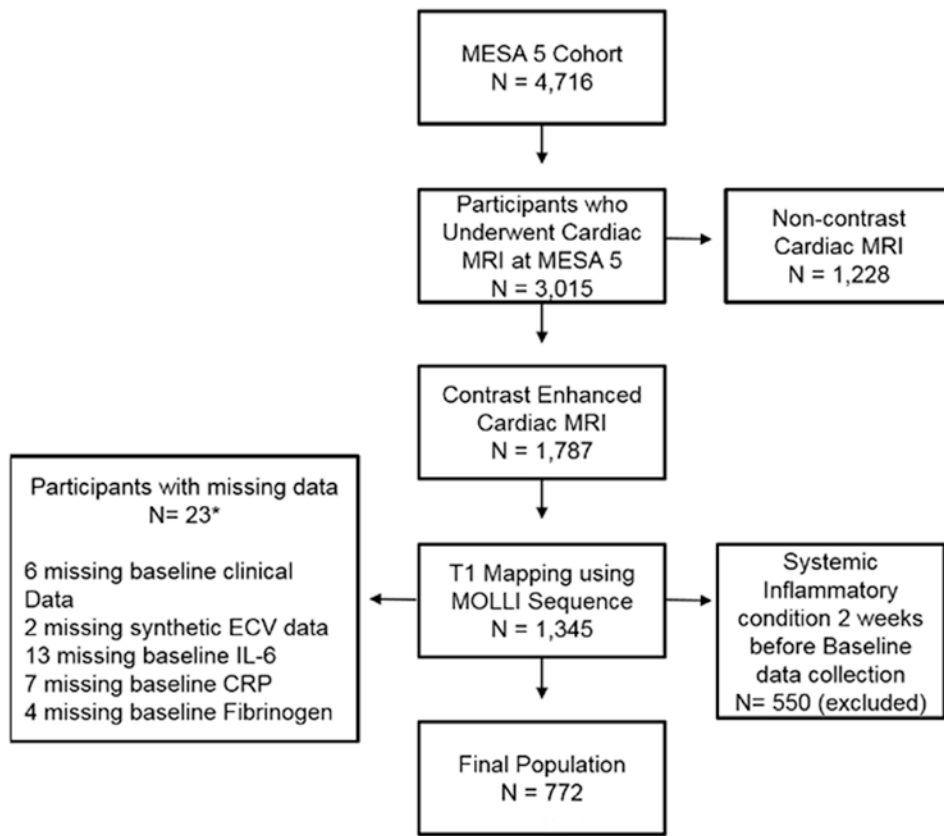 MESA 5 Cohort
N = 4,716
Participants who
Underwent Cardiac
MRI at MESA 5
N = 3,015
Non-contrast
Cardiac MRI
N = 1,228
Contrast Enhanced
Cardiac MRI
N = 1,787
Participants with missing data
N= 23*
6 missing baseline clinical
Data
2 missing synthetic ECV data
13 missing baseline IL-6
7 missing baseline CRP
4 missing baseline Fibrinogen
T1 Mapping using
MOLLI Sequence
N = 1,345
Systemic
Inflammatory
condition 2 weeks
before Baseline
data collection
N= 550 (excluded)
Final Population
N = 772